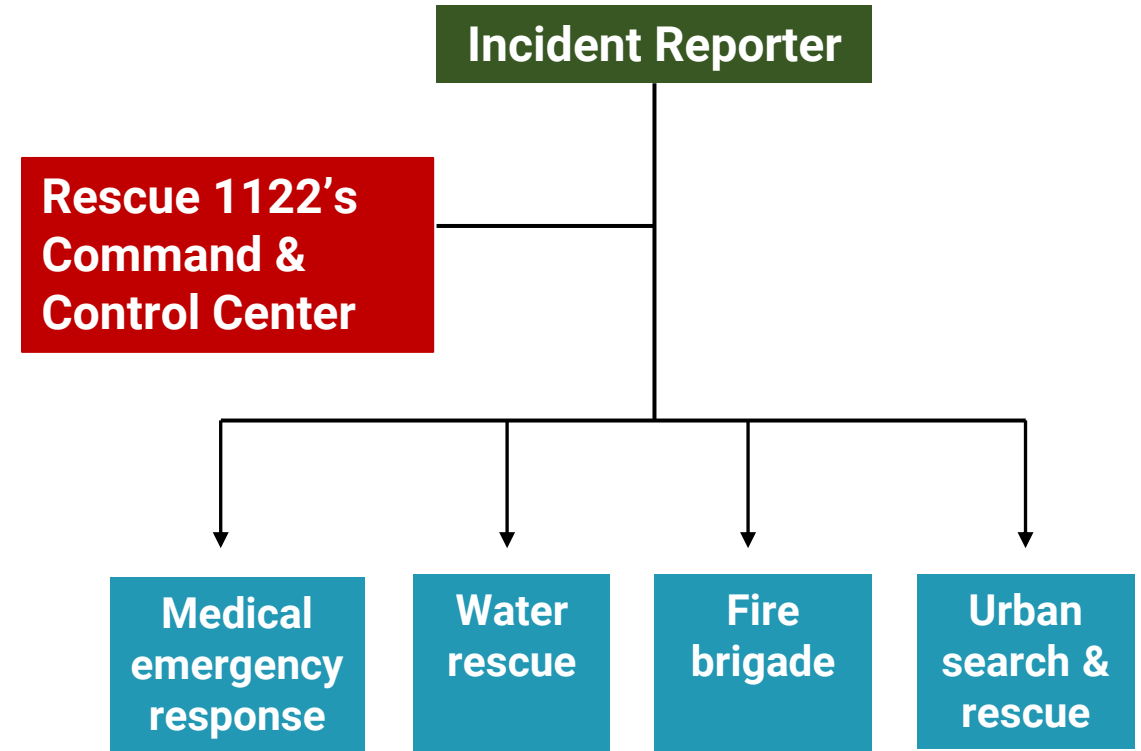 Incident Reporter
Rescue 1122’s
Command &
Control Center
Medical
emergency
response
Water
rescue
Fire
brigade
Urban
search &
rescue